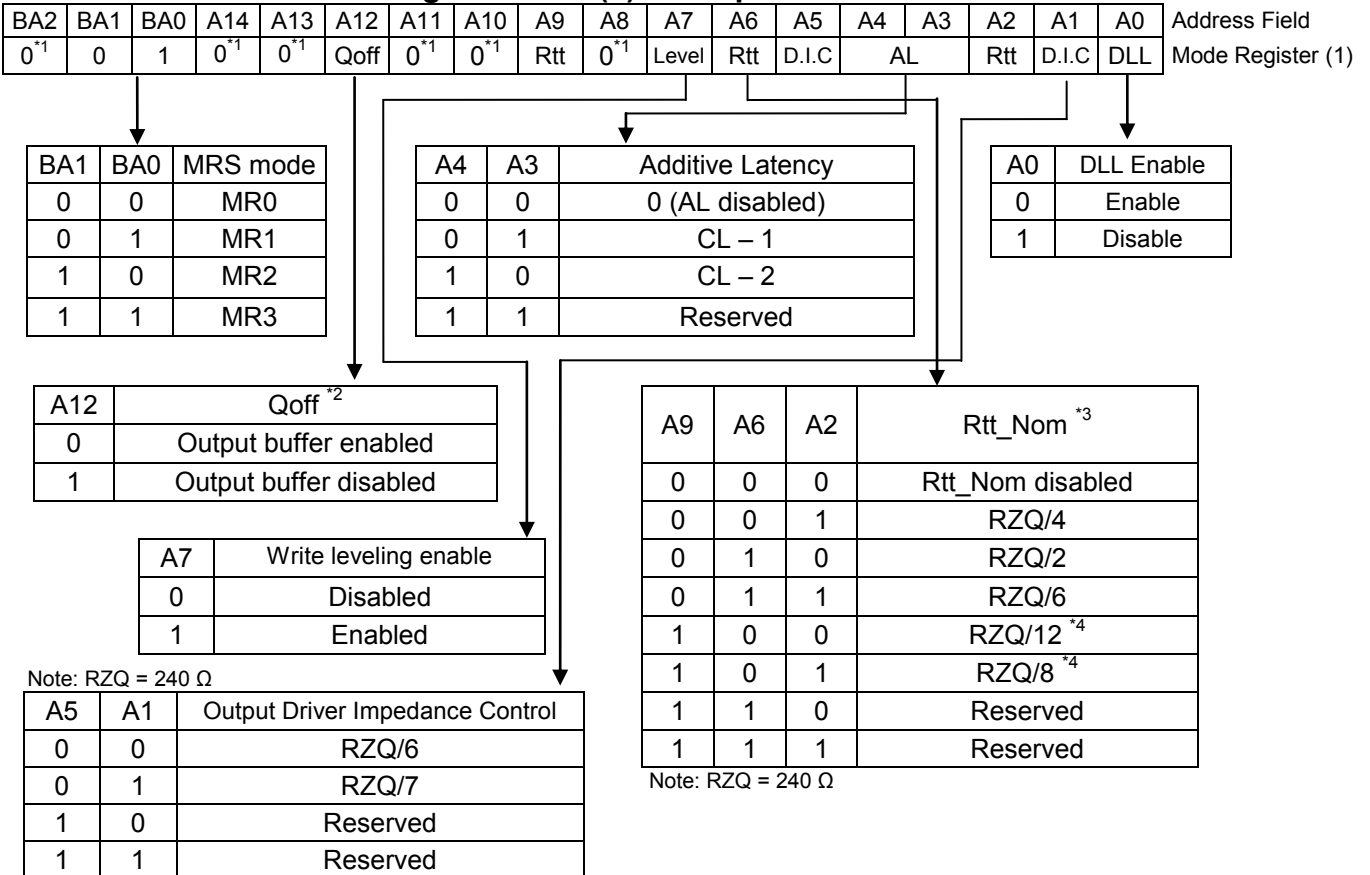 BA2 BA1 BA0 A14 A13 A12 A11 A10 A9 A8 A7 A6 A5 A4 A3 A2 A1 A0 Address Field
0*1 0 1 0*1 0*1 Qoff 0*1 0*1 Rtt 0*1 Level Rtt D.I.C AL Rtt D.I.C DLL Mode Register (1)
BA1 BA0 MRS mode
0 0 MR0
0 1 MR1
1 0 MR2
1 1 MR3
A4 A3 Additive Latency
0 0 0 (AL disabled)
0 1 CL – 1
1 0 CL – 2
1 1 Reserved
A0 DLL Enable
0 Enable
1 Disable
A12 Qoff *2
0 Output buffer enabled
1 Output buffer disabled
A7 Write leveling enable
0 Disabled
1 Enabled
Note: RZQ = 240 Ω
A5 A1 Output Driver Impedance Control
0 0 RZQ/6
0 1 RZQ/7
1 0 Reserved
1 1 Reserved
A9 A6 A2 Rtt_Nom *3
0 0 0 Rtt_Nom disabled
0 0 1 RZQ/4
0 1 0 RZQ/2
0 1 1 RZQ/6
1 0 0 RZQ/12 *4
1 0 1 RZQ/8 *4
1 1 0 Reserved
1 1 1 Reserved
Note: RZQ = 240 Ω